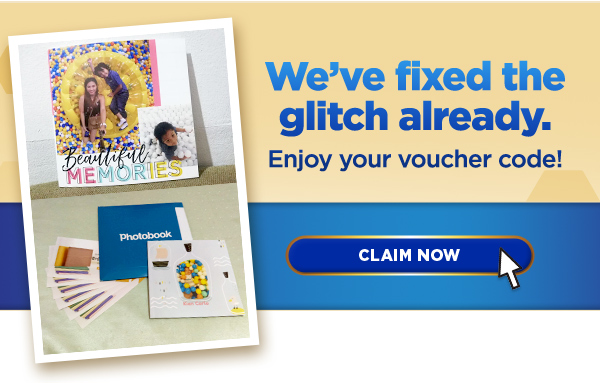 We've fixed the
glitch already.
Enjoy your voucher code!
CLAIM NOW
Beautiful
MEMORIES
Photobook